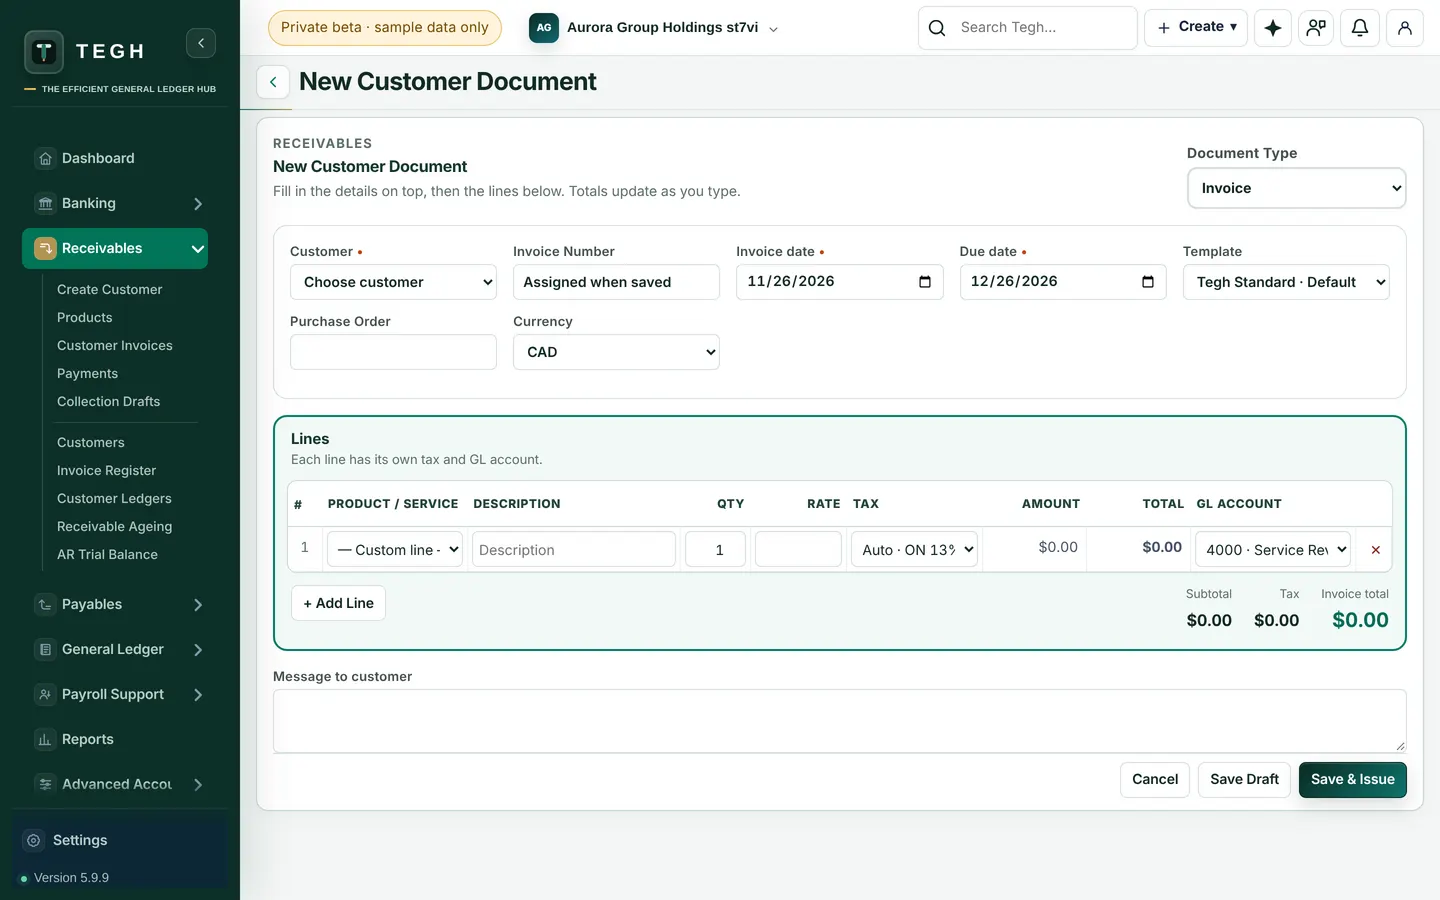 TEGH
THE EFFICIENT GENERAL LEDGER HUB
Dashboard
Banking
Receivables
Create Customer
Products
Customer Invoices
Payments
Collection Drafts
Customers
Invoice Register
Customer Ledgers
Receivable Ageing
AR Trial Balance
Payables
General Ledger
Payroll Support
Reports
Advanced Accou
Settings
Version 5.9.9
Private beta · sample data only
AG Aurora Group Holdings st7vi
Search Tegh...
+ Create ▾
New Customer Document
RECEIVABLES
New Customer Document
Fill in the details on top, then the lines below. Totals update as you type.
Document Type
Invoice
Customer • Invoice Number Invoice date • Due date • Template
Choose customer Assigned when saved 11/26/2026 12/26/2026 Tegh Standard · Default
Purchase Order Currency
CAD
Lines
Each line has its own tax and GL account.
# PRODUCT / SERVICE DESCRIPTION QTY RATE TAX AMOUNT TOTAL GL ACCOUNT
1 — Custom line - Description 1 Auto · ON 13% $0.00 $0.00 4000 · Service Rev ×
+ Add Line
Subtotal Tax Invoice total
$0.00 $0.00 $0.00
Message to customer
Cancel Save Draft Save & Issue